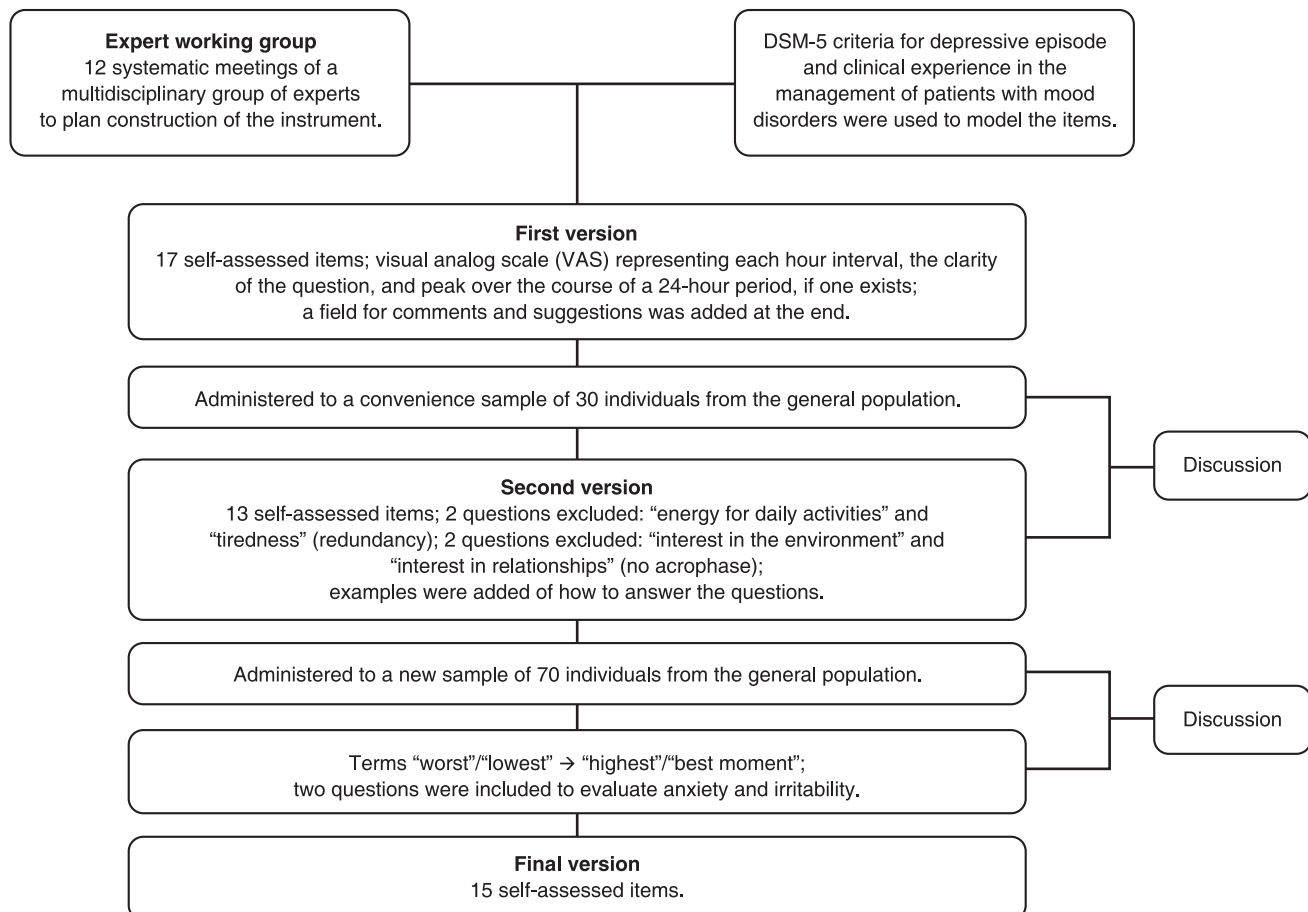 Expert working group
12 systematic meetings of a
multidisciplinary group of experts
to plan construction of the instrument.
DSM-5 criteria for depressive episode
and clinical experience in the
management of patients with mood
disorders were used to model the items.
First version
17 self-assessed items; visual analog scale (VAS) representing each hour interval, the clarity
of the question, and peak over the course of a 24-hour period, if one exists;
a field for comments and suggestions was added at the end.
Administered to a convenience sample of 30 individuals from the general population.
Discussion
Second version
13 self-assessed items; 2 questions excluded: “energy for daily activities” and
“tiredness” (redundancy); 2 questions excluded: “interest in the environment” and
“interest in relationships” (no acrophase);
examples were added of how to answer the questions.
Administered to a new sample of 70 individuals from the general population.
Discussion
Terms “worst”/“lowest” → “highest”/“best moment”;
two questions were included to evaluate anxiety and irritability.
Final version
15 self-assessed items.